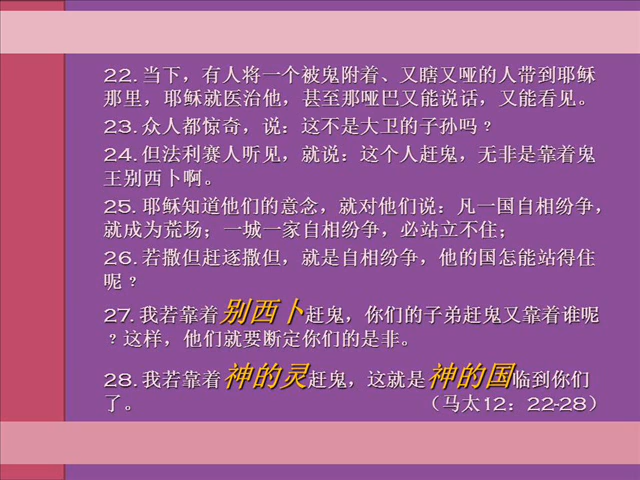 22. 当下，有人将一个被鬼附着、又瞎又哑的人带到耶稣
那里，耶稣就医治他，甚至那哑巴又能说话，又能看见。
23. 众人都惊奇，说：这不是大卫的子孙吗？
24. 但法利赛人听见，就说：这个人赶鬼，无非是靠着鬼
王别西卜啊。
25. 耶稣知道他们的意念，就对他们说：凡一国自相纷争，
就成为荒场；一城一家自相纷争，必站立不住；
26. 若撒但赶逐撒但，就是自相纷争，他的国怎能站得住
呢？
27. 我若靠着别西卜赶鬼，你们的子弟赶鬼又靠着谁呢
？这样，他们就要断定你们的是非。
28. 我若靠着神的灵赶鬼，这就是神的国临到你们
了。 （马太12：22-28）